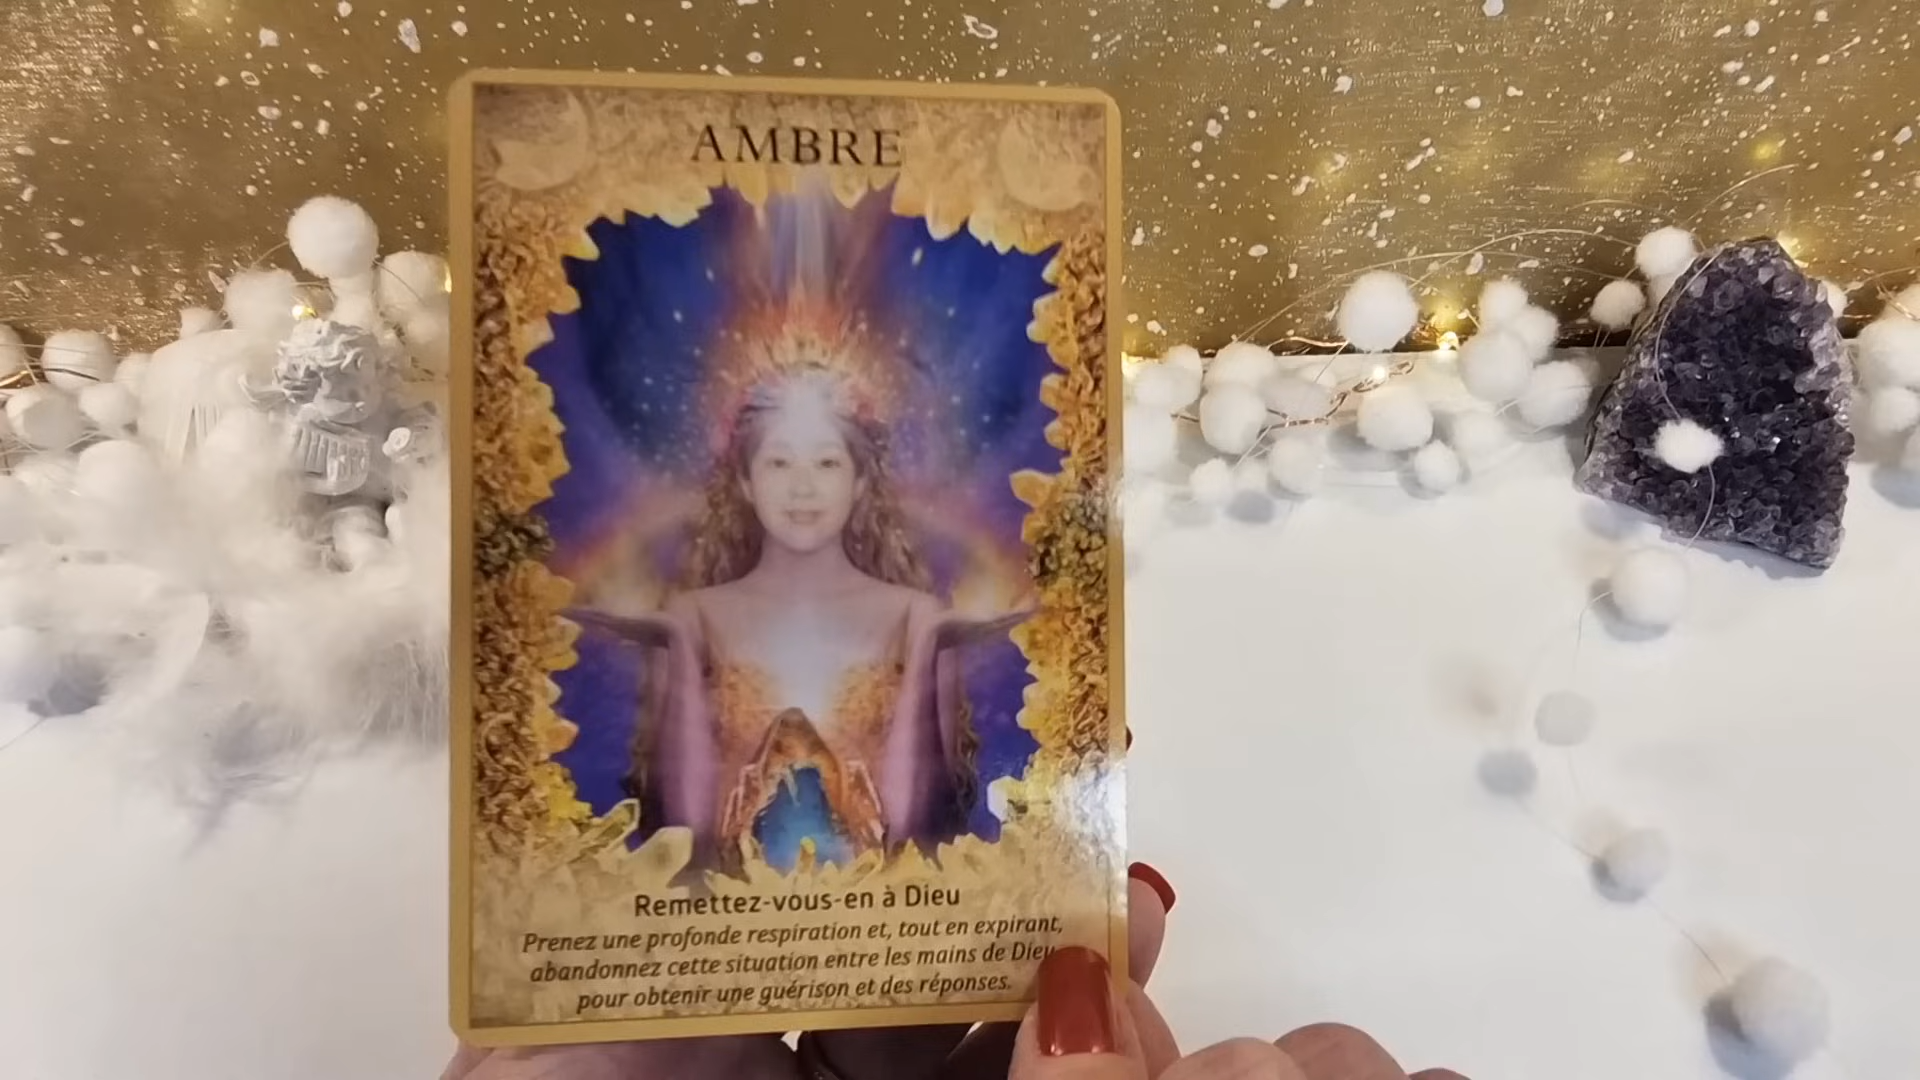 AMBRE
Remettez-vous-en à Dieu
Prenez une profonde respiration et, tout en expirant,
abandonnez cette situation entre les mains de Dieu
pour obtenir une guérison et des réponses.